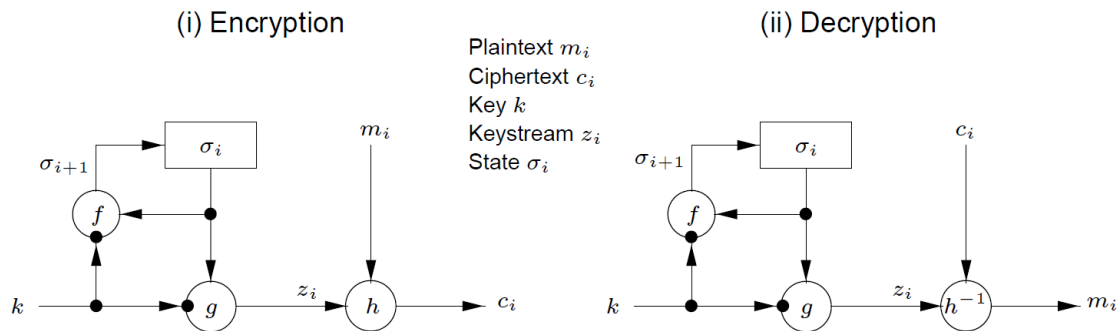 (i) Encryption
(ii) Decryption
Plaintext m_i
Ciphertext c_i
Key k
Keystream z_i
State σ_i
σ_i
m_i
σ_{i+1}
f
k
g
z_i
h
c_i
σ_i
c_i
σ_{i+1}
f
k
g
z_i
h^{-1}
m_i